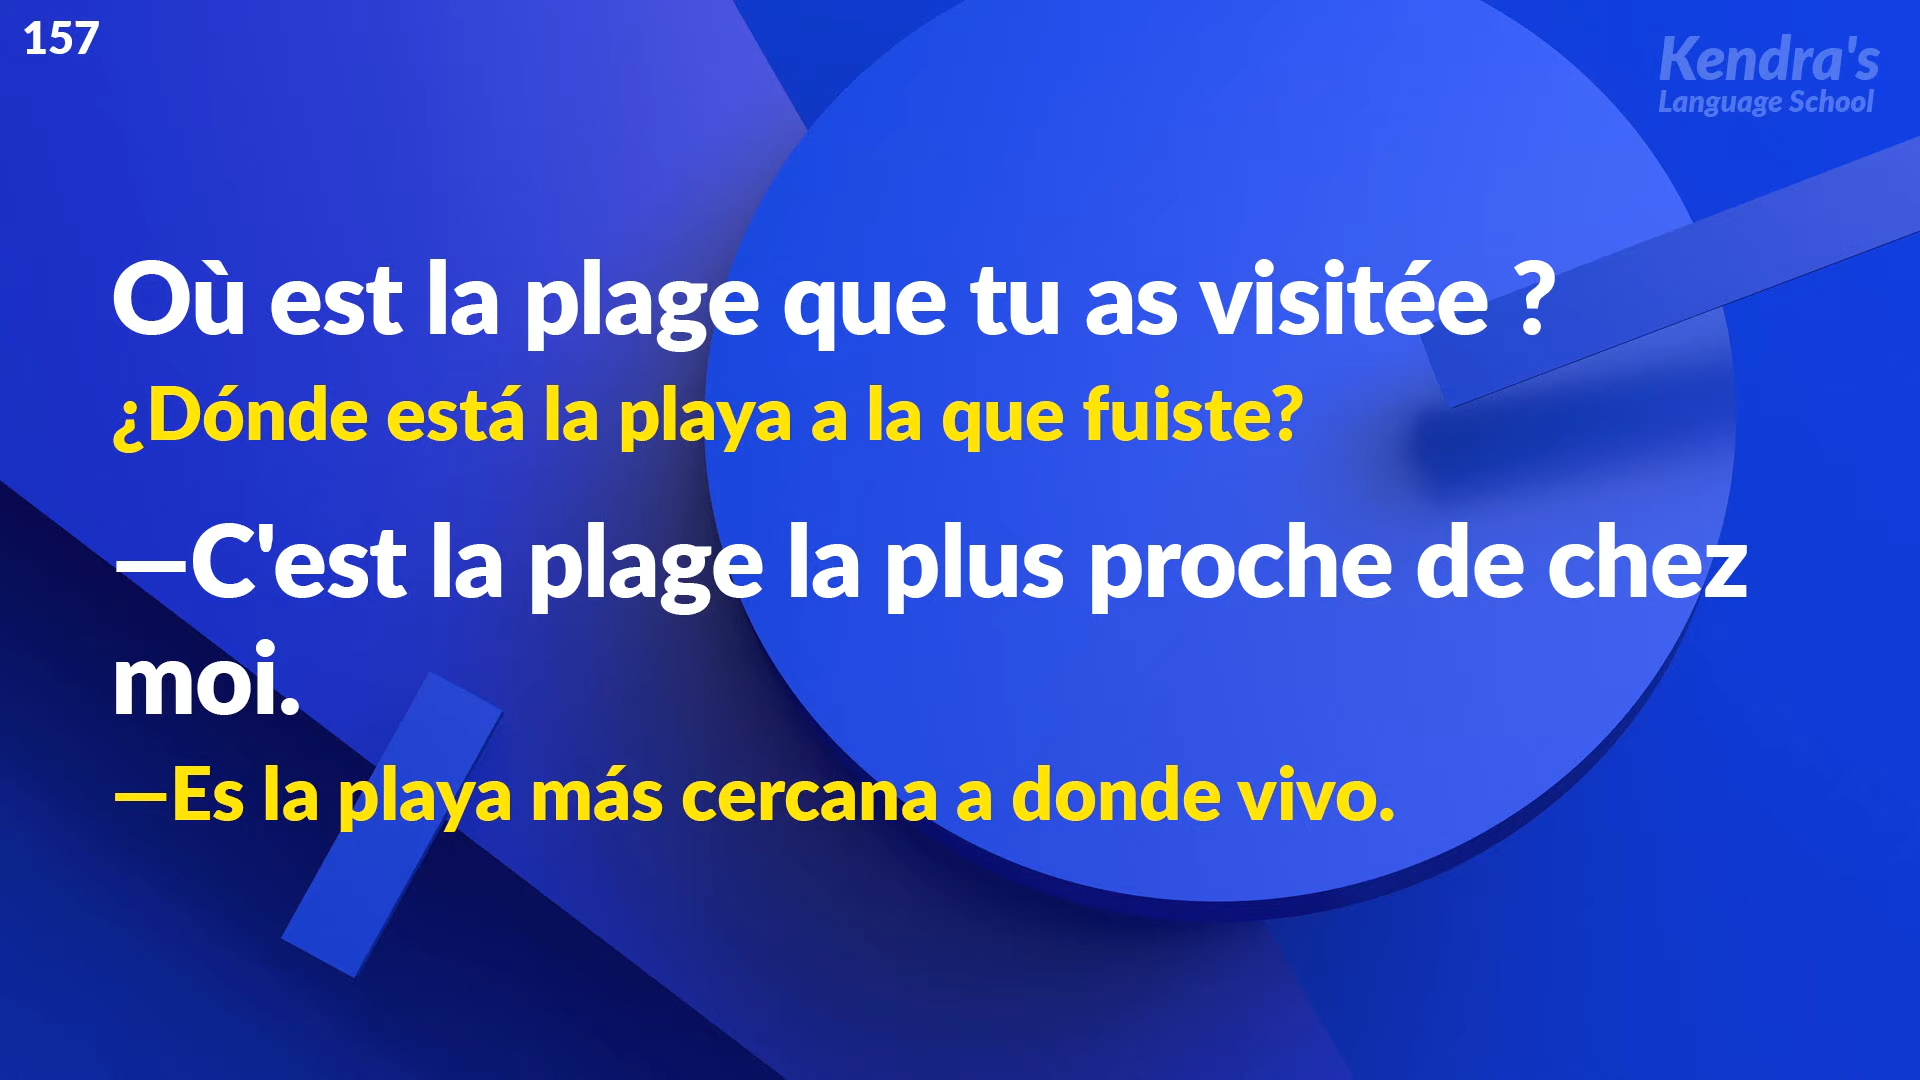 157
Kendra's
Language School
Où est la plage que tu as visitée ?
¿Dónde está la playa a la que fuiste?
—C'est la plage la plus proche de chez
moi.
—Es la playa más cercana a donde vivo.